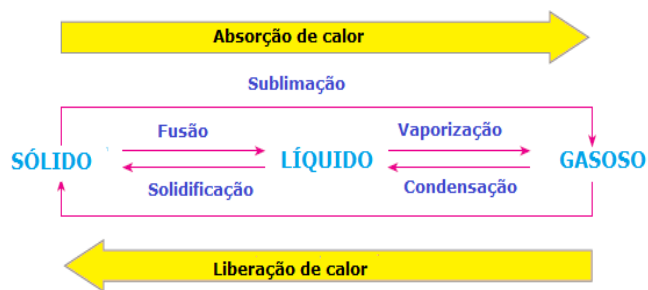 Absorção de calor
Sublimação
Fusão
Vaporização
SÓLIDO
LÍQUIDO
GASOSO
Solidificação
Condensação
Liberação de calor